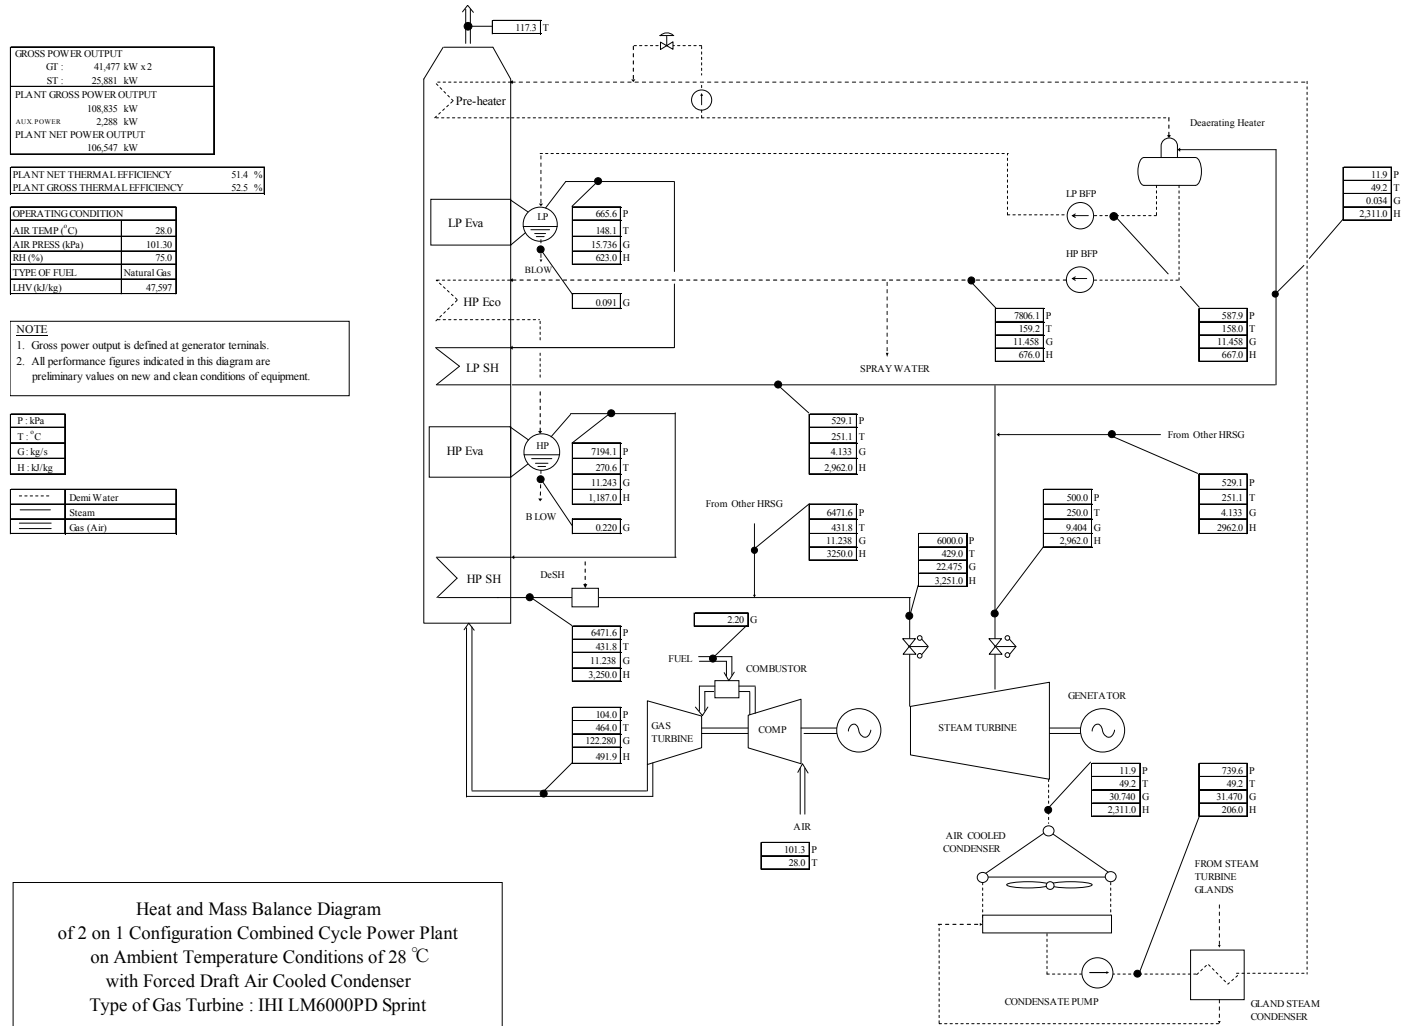 117.3 T
GROSS POWER OUTPUT
GT : 41,477 kW x 2
ST : 25,881 kW
PLANT GROSS POWER OUTPUT
108,835 kW
AUX. POWER 2,288 kW
PLANT NET POWER OUTPUT
106,547 kW
PLANT NET THERMAL EFFICIENCY 51.4 %
PLANT GROSS THERMAL EFFICIENCY 52.5 %
OPERATING CONDITION
AIR TEMP (°C) 28.0
AIR PRESS (kPa) 101.30
RH (%) 75.0
TYPE OF FUEL Natural Gas
LHV (kJ/kg) 47,597
NOTE
1. Gross power output is defined at generator terminals.
2. All performance figures indicated in this diagram are
preliminary values on new and clean conditions of equipment.
P : kPa
T : °C
G : kg/s
H : kJ/kg
Demi Water
Steam
Gas (Air)
Pre-heater
Deaerating Heater
LP BFP
HP BFP
11.9 P
49.2 T
0.034 G
2,311.0 H
LP Eva
LP
665.6 P
148.1 T
15.736 G
623.0 H
BLOW
0.091 G
HP Eco
7806.1 P
159.2 T
11.458 G
676.0 H
587.9 P
158.0 T
11.458 G
667.0 H
LP SH
SPRAY WATER
529.1 P
251.1 T
4.133 G
2,962.0 H
From Other HRSG
529.1 P
251.1 T
4.133 G
2962.0 H
HP Eva
HP
7194.1 P
270.6 T
11.243 G
1,187.0 H
BLOW
0.220 G
From Other HRSG
6471.6 P
431.8 T
11.238 G
3250.0 H
500.0 P
250.0 T
9.404 G
2,962.0 H
6000.0 P
429.0 T
22.475 G
3,251.0 H
HP SH
DeSH
6471.6 P
431.8 T
11.238 G
3,250.0 H
2.20 G
FUEL
COMBUSTOR
104.0 P
464.0 T
122.280 G
491.9 H
GAS
TURBINE
COMP
STEAM TURBINE
GENETATOR
AIR
101.3 P
28.0 T
11.9 P
49.2 T
30.740 G
2,311.0 H
739.6 P
49.2 T
31.470 G
206.0 H
AIR COOLED
CONDENSER
FROM STEAM
TURBINE
GLANDS
CONDENSATE PUMP
GLAND STEAM
CONDENSER
Heat and Mass Balance Diagram
of 2 on 1 Configuration Combined Cycle Power Plant
on Ambient Temperature Conditions of 28 ℃
with Forced Draft Air Cooled Condenser
Type of Gas Turbine : IHI LM6000PD Sprint